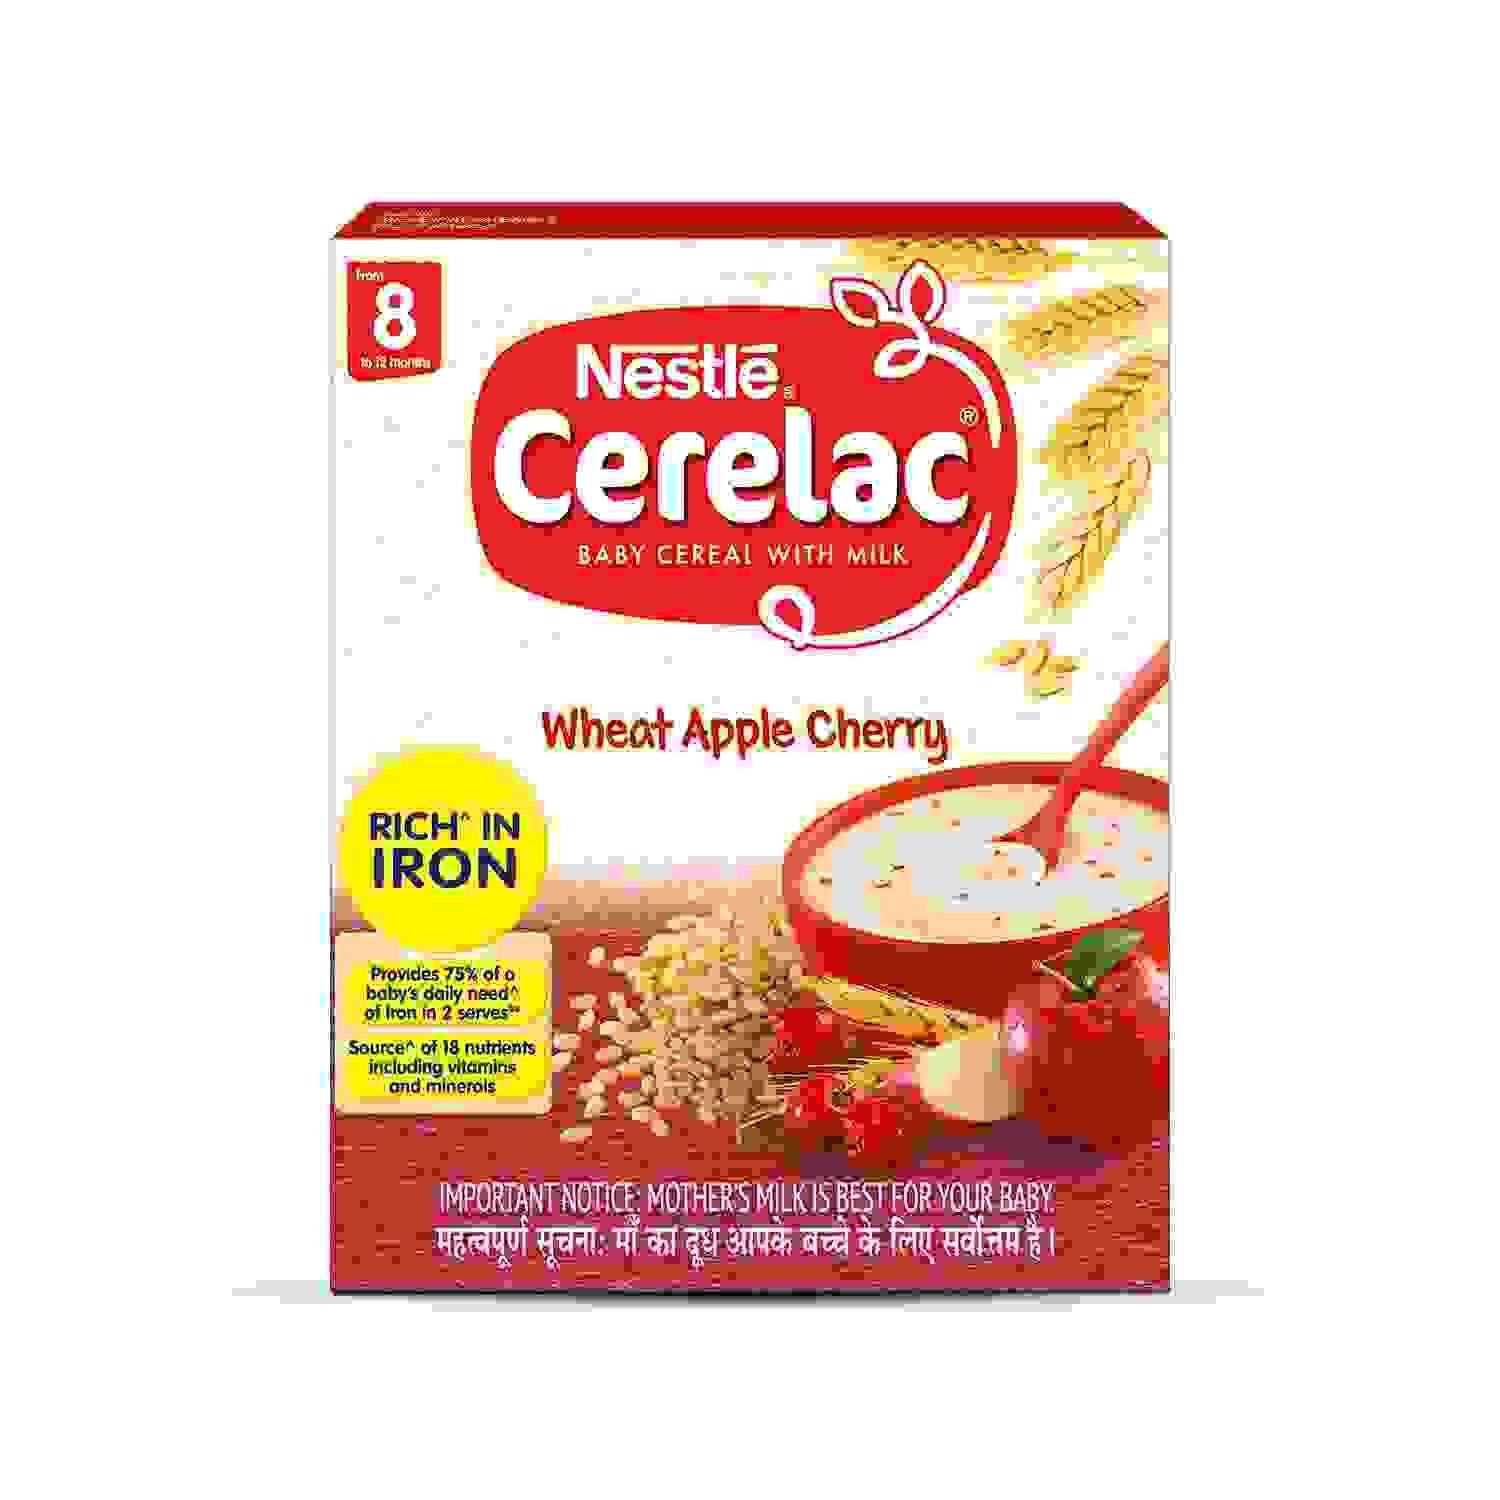 From
8
to 12 months
Nestlé
Cerelac®
BABY CEREAL WITH MILK
Wheat Apple Cherry
RICH^ IN
IRON
Provides 75% of a
baby's daily need^
of Iron in 2 serves**
Source^ of 18 nutrients
including vitamins
and minerals
IMPORTANT NOTICE: MOTHER'S MILK IS BEST FOR YOUR BABY.
महत्वपूर्ण सूचना: माँ का दूध आपके बच्चे के लिए सर्वोत्तम है।